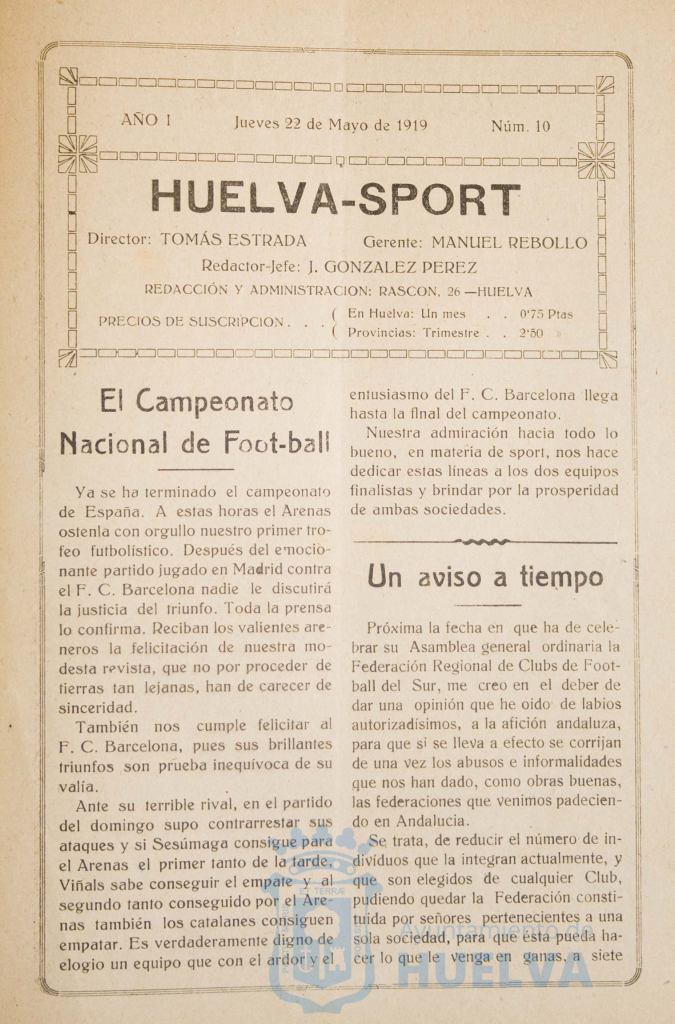 AÑO I
Jueves 22 de Mayo de 1919
Núm. 10
HUELVA-SPORT
Director: TOMÁS ESTRADA
Gerente: MANUEL REBOLLO
Redactor-Jefe: J. GONZALEZ PEREZ
REDACCIÓN Y ADMINISTRACION: RASCON, 26 —HUELVA
PRECIOS DE SUSCRIPCION. . .
( En Huelva: Un mes . . 0'75 Ptas
( Provincias: Trimestre . . 2'50 »
El Campeonato
Nacional de Foot-ball
Ya se ha terminado el campeonato
de España. A estas horas el Arenas
ostenta con orgullo nuestro primer tro-
feo futbolístico. Después del emocio-
nante partido jugado en Madrid contra
el F. C. Barcelona nadie le discutirá
la justicia del triunfo. Toda la prensa
lo confirma. Reciban los valientes are-
neros la felicitación de nuestra mo-
desta revista, que no por proceder de
tierras tan lejanas, han de carecer de
sinceridad.
También nos cumple felicitar al
F. C. Barcelona, pues sus brillantes
triunfos son prueba inequívoca de su
valía.
Ante su terrible rival, en el partido
del domingo supo contrarrestar sus
ataques y si Sesúmaga consigue para
el Arenas el primer tanto de la tarde,
Viñals sabe conseguir el empate y al
segundo tanto conseguido por el Are-
nas también los catalanes consiguen
empatar. Es verdaderamente digno de
elogio un equipo que con el ardor y el
entusiasmo del F. C. Barcelona llega
hasta la final del campeonato.
Nuestra admiración hacia todo lo
bueno, en materia de sport, nos hace
dedicar estas líneas a los dos equipos
finalistas y brindar por la prosperidad
de ambas sociedades.
Un aviso a tiempo
Próxima la fecha en que ha de cele-
brar su Asamblea general ordinaria la
Federación Regional de Clubs de Foot-
ball del Sur, me creo en el deber de
dar una opinión que he oido de labios
autorizadísimos, a la afición andaluza,
para que si se lleva a efecto se corrijan
de una vez los abusos e informalidades
que nos han dado, como obras buenas,
las federaciones que venimos padecien-
do en Andalucia.
Se trata, de reducir el número de in-
dividuos que la integran actualmente, y
que son elegidos de cualquier Club,
pudiendo quedar la Federación consti-
tuida por señores pertenecientes a una
sola sociedad, para que ésta pueda ha-
cer lo que le venga en ganas, a siete
Ayuntamiento de
HUELVA